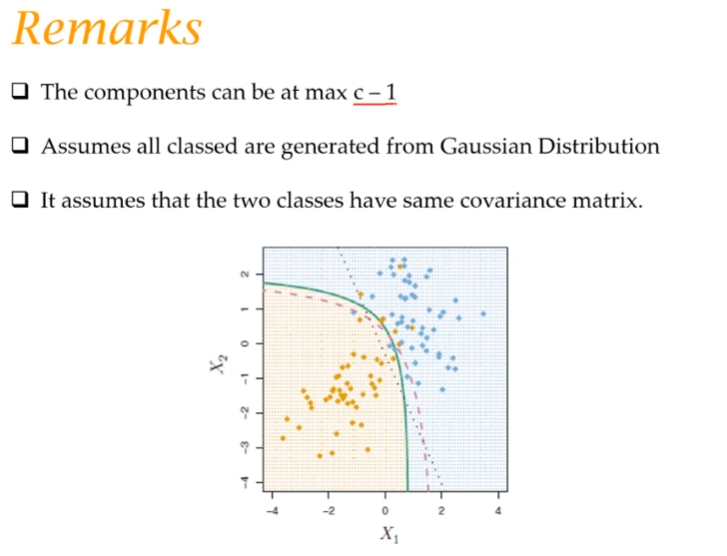 Remarks
The components can be at max c – 1
Assumes all classed are generated from Gaussian Distribution
It assumes that the two classes have same covariance matrix.
2
1
0
-1
-2
-3
-4
X₂
-4 -2 0 2 4
X₁